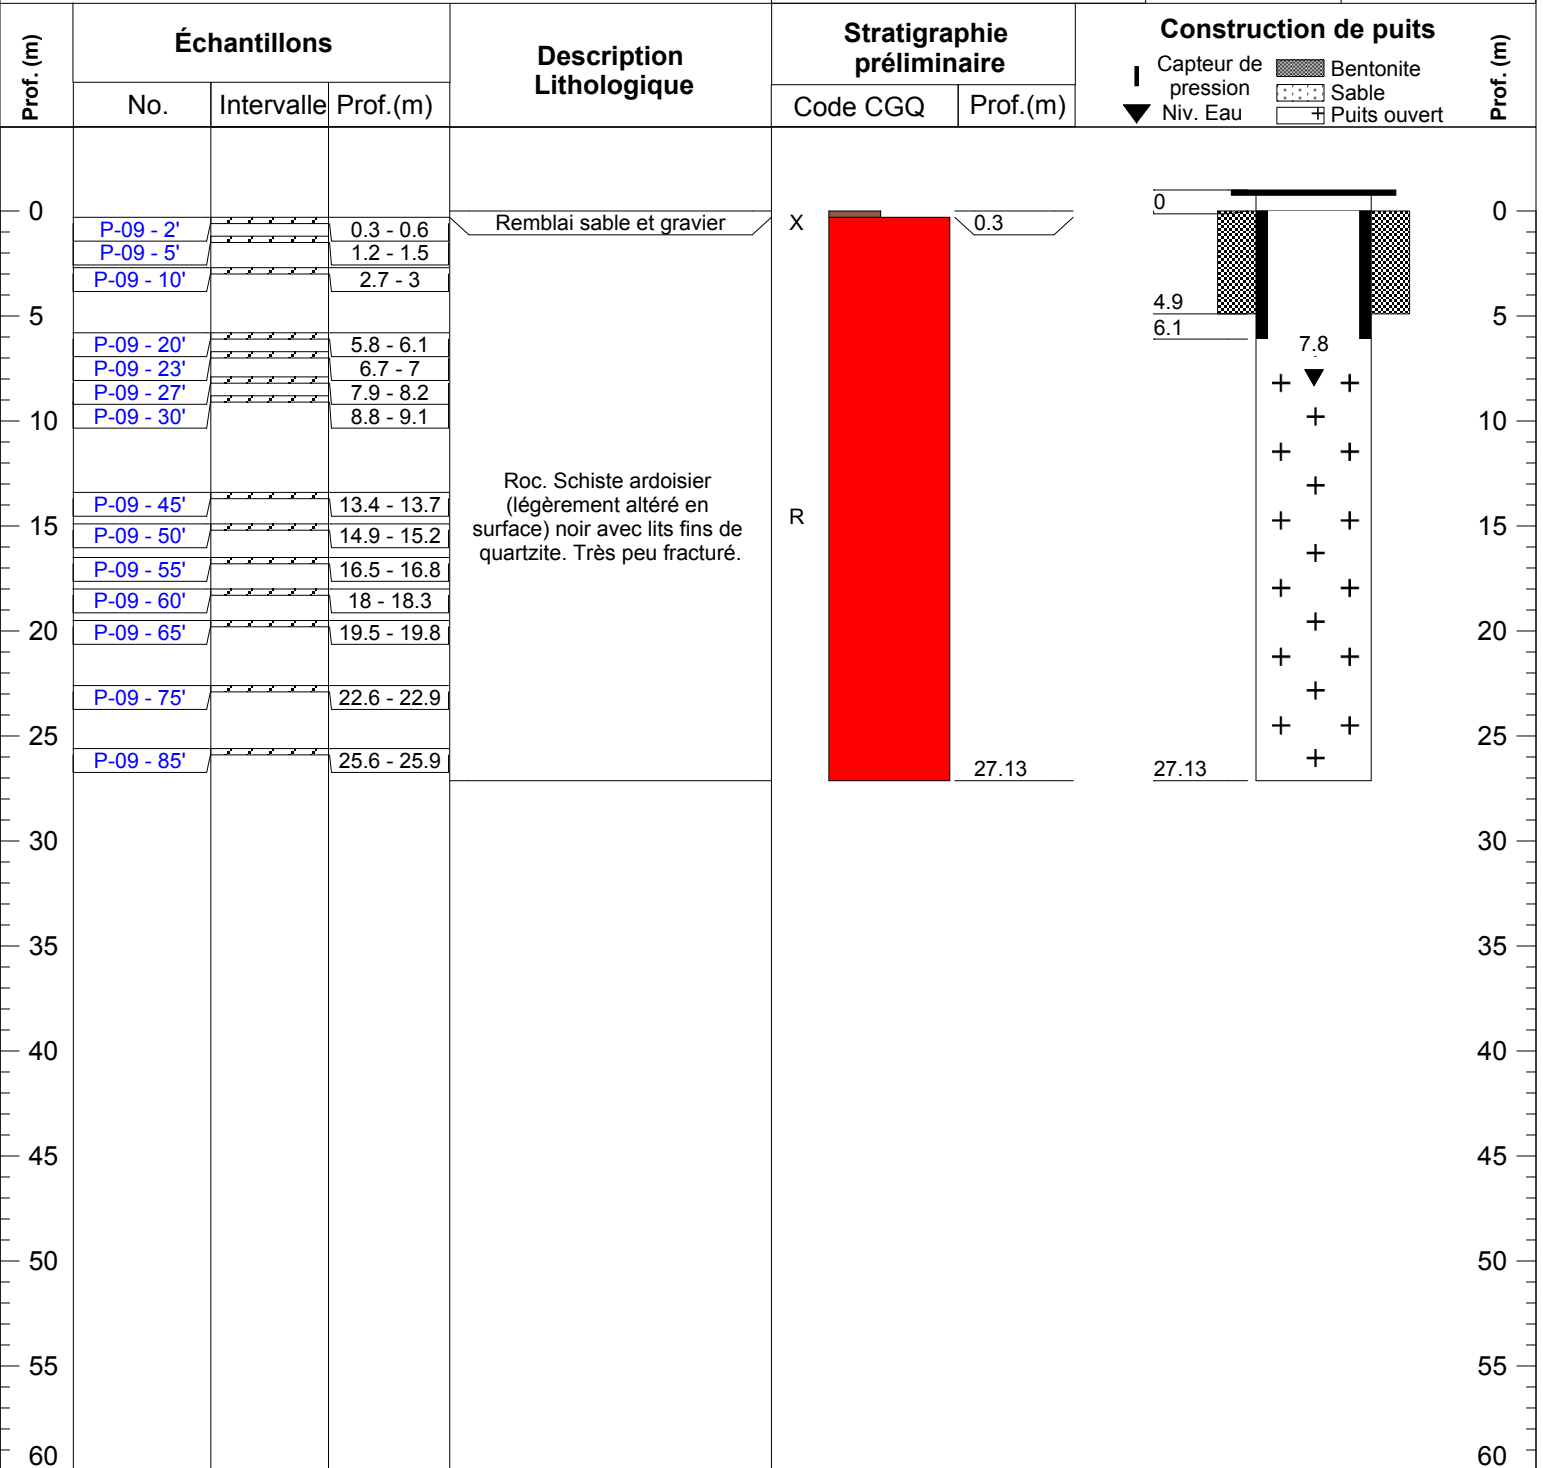 Prof. (m)
Échantillons
No.
Intervalle
Prof.(m)
Description
Lithologique
Stratigraphie
préliminaire
Code CGQ
Prof.(m)
Construction de puits
Capteur de
pression
Niv. Eau
Bentonite
Sable
Puits ouvert
Prof. (m)
0
5
10
15
20
25
30
35
40
45
50
55
60
P-09 - 2' 0.3 - 0.6
P-09 - 5' 1.2 - 1.5
P-09 - 10' 2.7 - 3
P-09 - 20' 5.8 - 6.1
P-09 - 23' 6.7 - 7
P-09 - 27' 7.9 - 8.2
P-09 - 30' 8.8 - 9.1
P-09 - 45' 13.4 - 13.7
P-09 - 50' 14.9 - 15.2
P-09 - 55' 16.5 - 16.8
P-09 - 60' 18 - 18.3
P-09 - 65' 19.5 - 19.8
P-09 - 75' 22.6 - 22.9
P-09 - 85' 25.6 - 25.9
Remblai sable et gravier
Roc. Schiste ardoisier
(légèrement altéré en
surface) noir avec lits fins de
quartzite. Très peu fracturé.
X
R
0.3
27.13
0
4.9
6.1
7.8
27.13
0
5
10
15
20
25
30
35
40
45
50
55
60